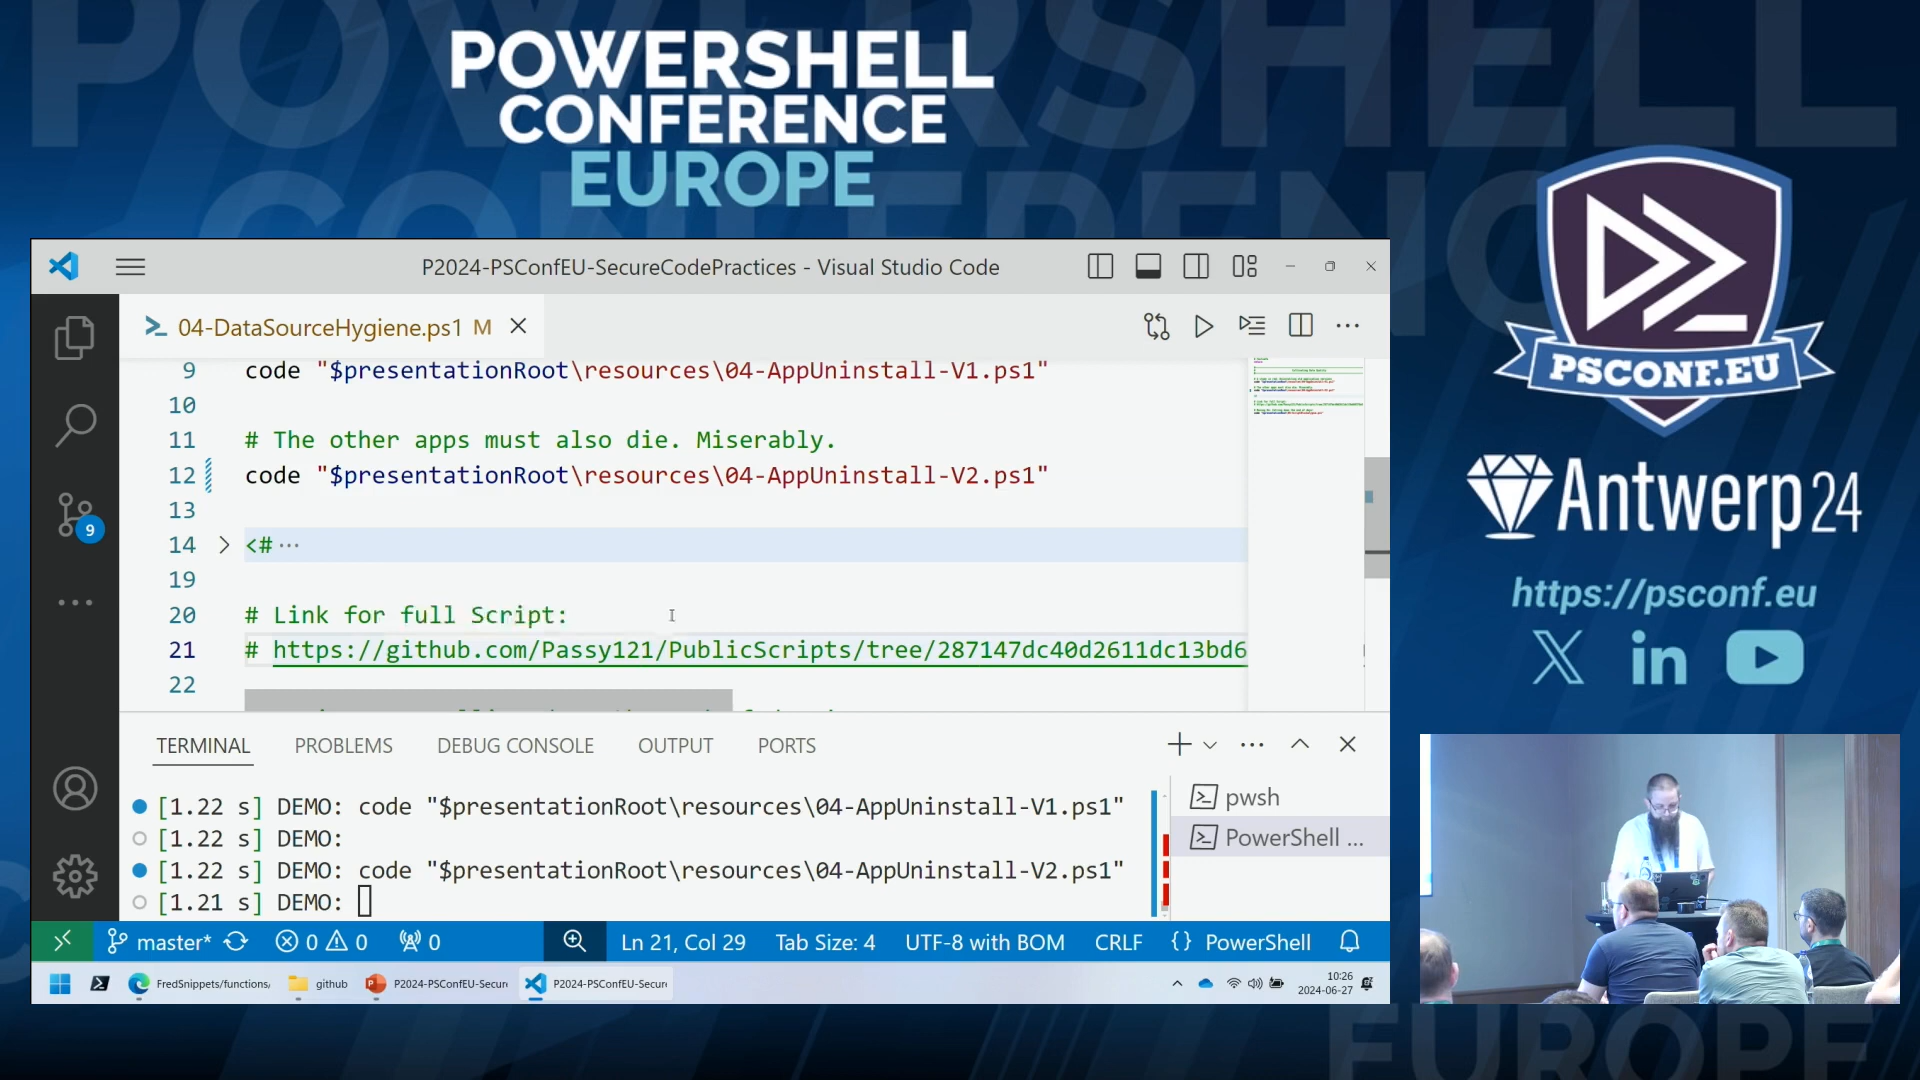 POWERSHELL
CONFERENCE
EUROPE
P2024-PSConfEU-SecureCodePractices - Visual Studio Code
04-DataSourceHygiene.ps1 M
9 code "$presentationRoot\resources\04-AppUninstall-V1.ps1"
10
11 # The other apps must also die. Miserably.
12 code "$presentationRoot\resources\04-AppUninstall-V2.ps1"
13
14 <# ···
19
20 # Link for full Script:
21 # https://github.com/Passy121/PublicScripts/tree/287147dc40d2611dc13bd6
22
9
TERMINAL PROBLEMS DEBUG CONSOLE OUTPUT PORTS
[1.22 s] DEMO: code "$presentationRoot\resources\04-AppUninstall-V1.ps1"
[1.22 s] DEMO:
[1.22 s] DEMO: code "$presentationRoot\resources\04-AppUninstall-V2.ps1"
[1.21 s] DEMO:
pwsh
PowerShell ...
master* 0 0 0 Ln 21, Col 29 Tab Size: 4 UTF-8 with BOM CRLF {} PowerShell
FredSnippets/functions/ github P2024-PSConfEU-Secure P2024-PSConfEU-Secure 10:26
2024-06-27
PSCONF.EU
Antwerp 24
https://psconf.eu
in